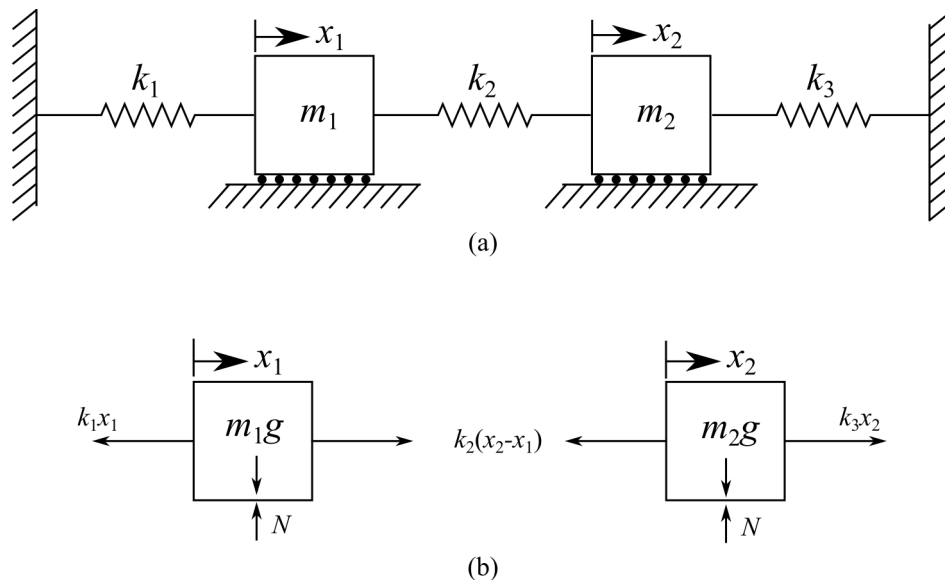 x₁ x₂
k₁ k₂ k₃
m₁ m₂
(a)
x₁ x₂
k₁x₁ k₂(x₂-x₁) k₃x₂
m₁g m₂g
N N
(b)